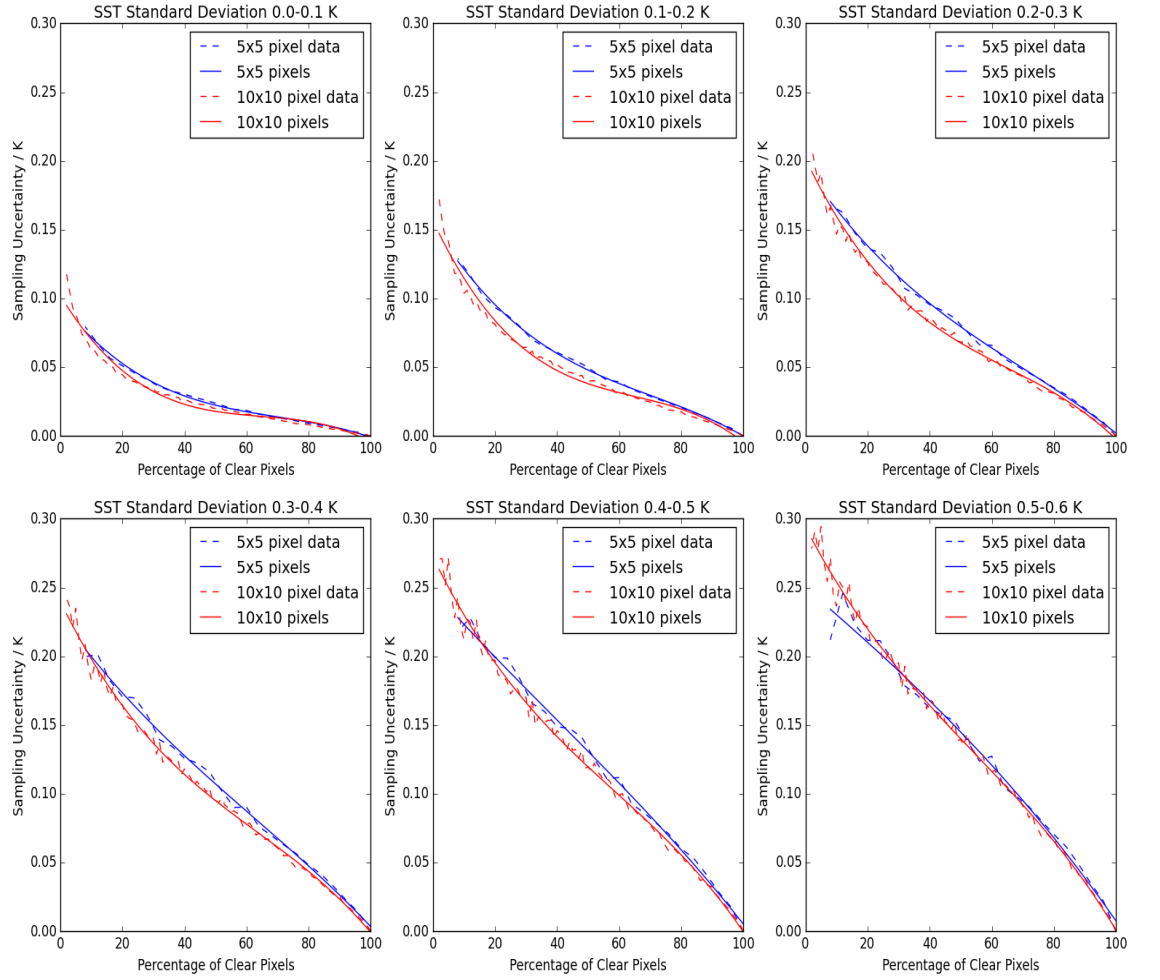 SST Standard Deviation 0.0-0.1 K
0.30
0.25
0.20
0.15
0.10
0.05
0.00
Sampling Uncertainty / K
5x5 pixel data
5x5 pixels
10x10 pixel data
10x10 pixels
0 20 40 60 80 100
Percentage of Clear Pixels
SST Standard Deviation 0.1-0.2 K
0.30
0.25
0.20
0.15
0.10
0.05
0.00
Sampling Uncertainty / K
5x5 pixel data
5x5 pixels
10x10 pixel data
10x10 pixels
0 20 40 60 80 100
Percentage of Clear Pixels
SST Standard Deviation 0.2-0.3 K
0.30
0.25
0.20
0.15
0.10
0.05
0.00
Sampling Uncertainty / K
5x5 pixel data
5x5 pixels
10x10 pixel data
10x10 pixels
0 20 40 60 80 100
Percentage of Clear Pixels
SST Standard Deviation 0.3-0.4 K
0.30
0.25
0.20
0.15
0.10
0.05
0.00
Sampling Uncertainty / K
5x5 pixel data
5x5 pixels
10x10 pixel data
10x10 pixels
0 20 40 60 80 100
Percentage of Clear Pixels
SST Standard Deviation 0.4-0.5 K
0.30
0.25
0.20
0.15
0.10
0.05
0.00
Sampling Uncertainty / K
5x5 pixel data
5x5 pixels
10x10 pixel data
10x10 pixels
0 20 40 60 80 100
Percentage of Clear Pixels
SST Standard Deviation 0.5-0.6 K
0.30
0.25
0.20
0.15
0.10
0.05
0.00
Sampling Uncertainty / K
5x5 pixel data
5x5 pixels
10x10 pixel data
10x10 pixels
0 20 40 60 80 100
Percentage of Clear Pixels